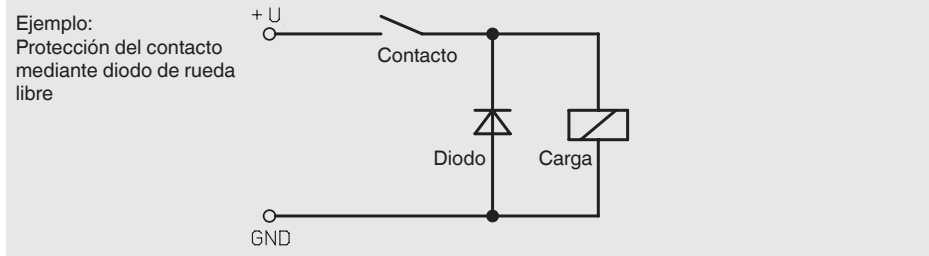 Ejemplo:
Protección del contacto
mediante diodo de rueda
libre
+ U
Contacto
Diodo
Carga
GND